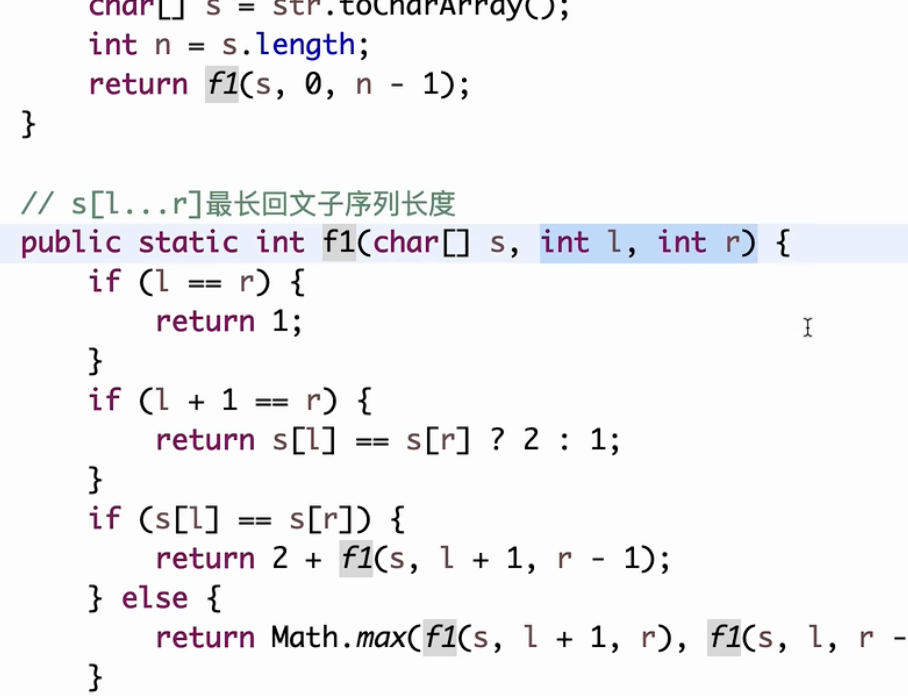 char[] s = str.toCharArray();
int n = s.length;
return f1(s, 0, n - 1);
}
// s[l...r]最长回文子序列长度
public static int f1(char[] s, int l, int r) {
if (l == r) {
return 1;
}
if (l + 1 == r) {
return s[l] == s[r] ? 2 : 1;
}
if (s[l] == s[r]) {
return 2 + f1(s, l + 1, r - 1);
} else {
return Math.max(f1(s, l + 1, r), f1(s, l, r -
}